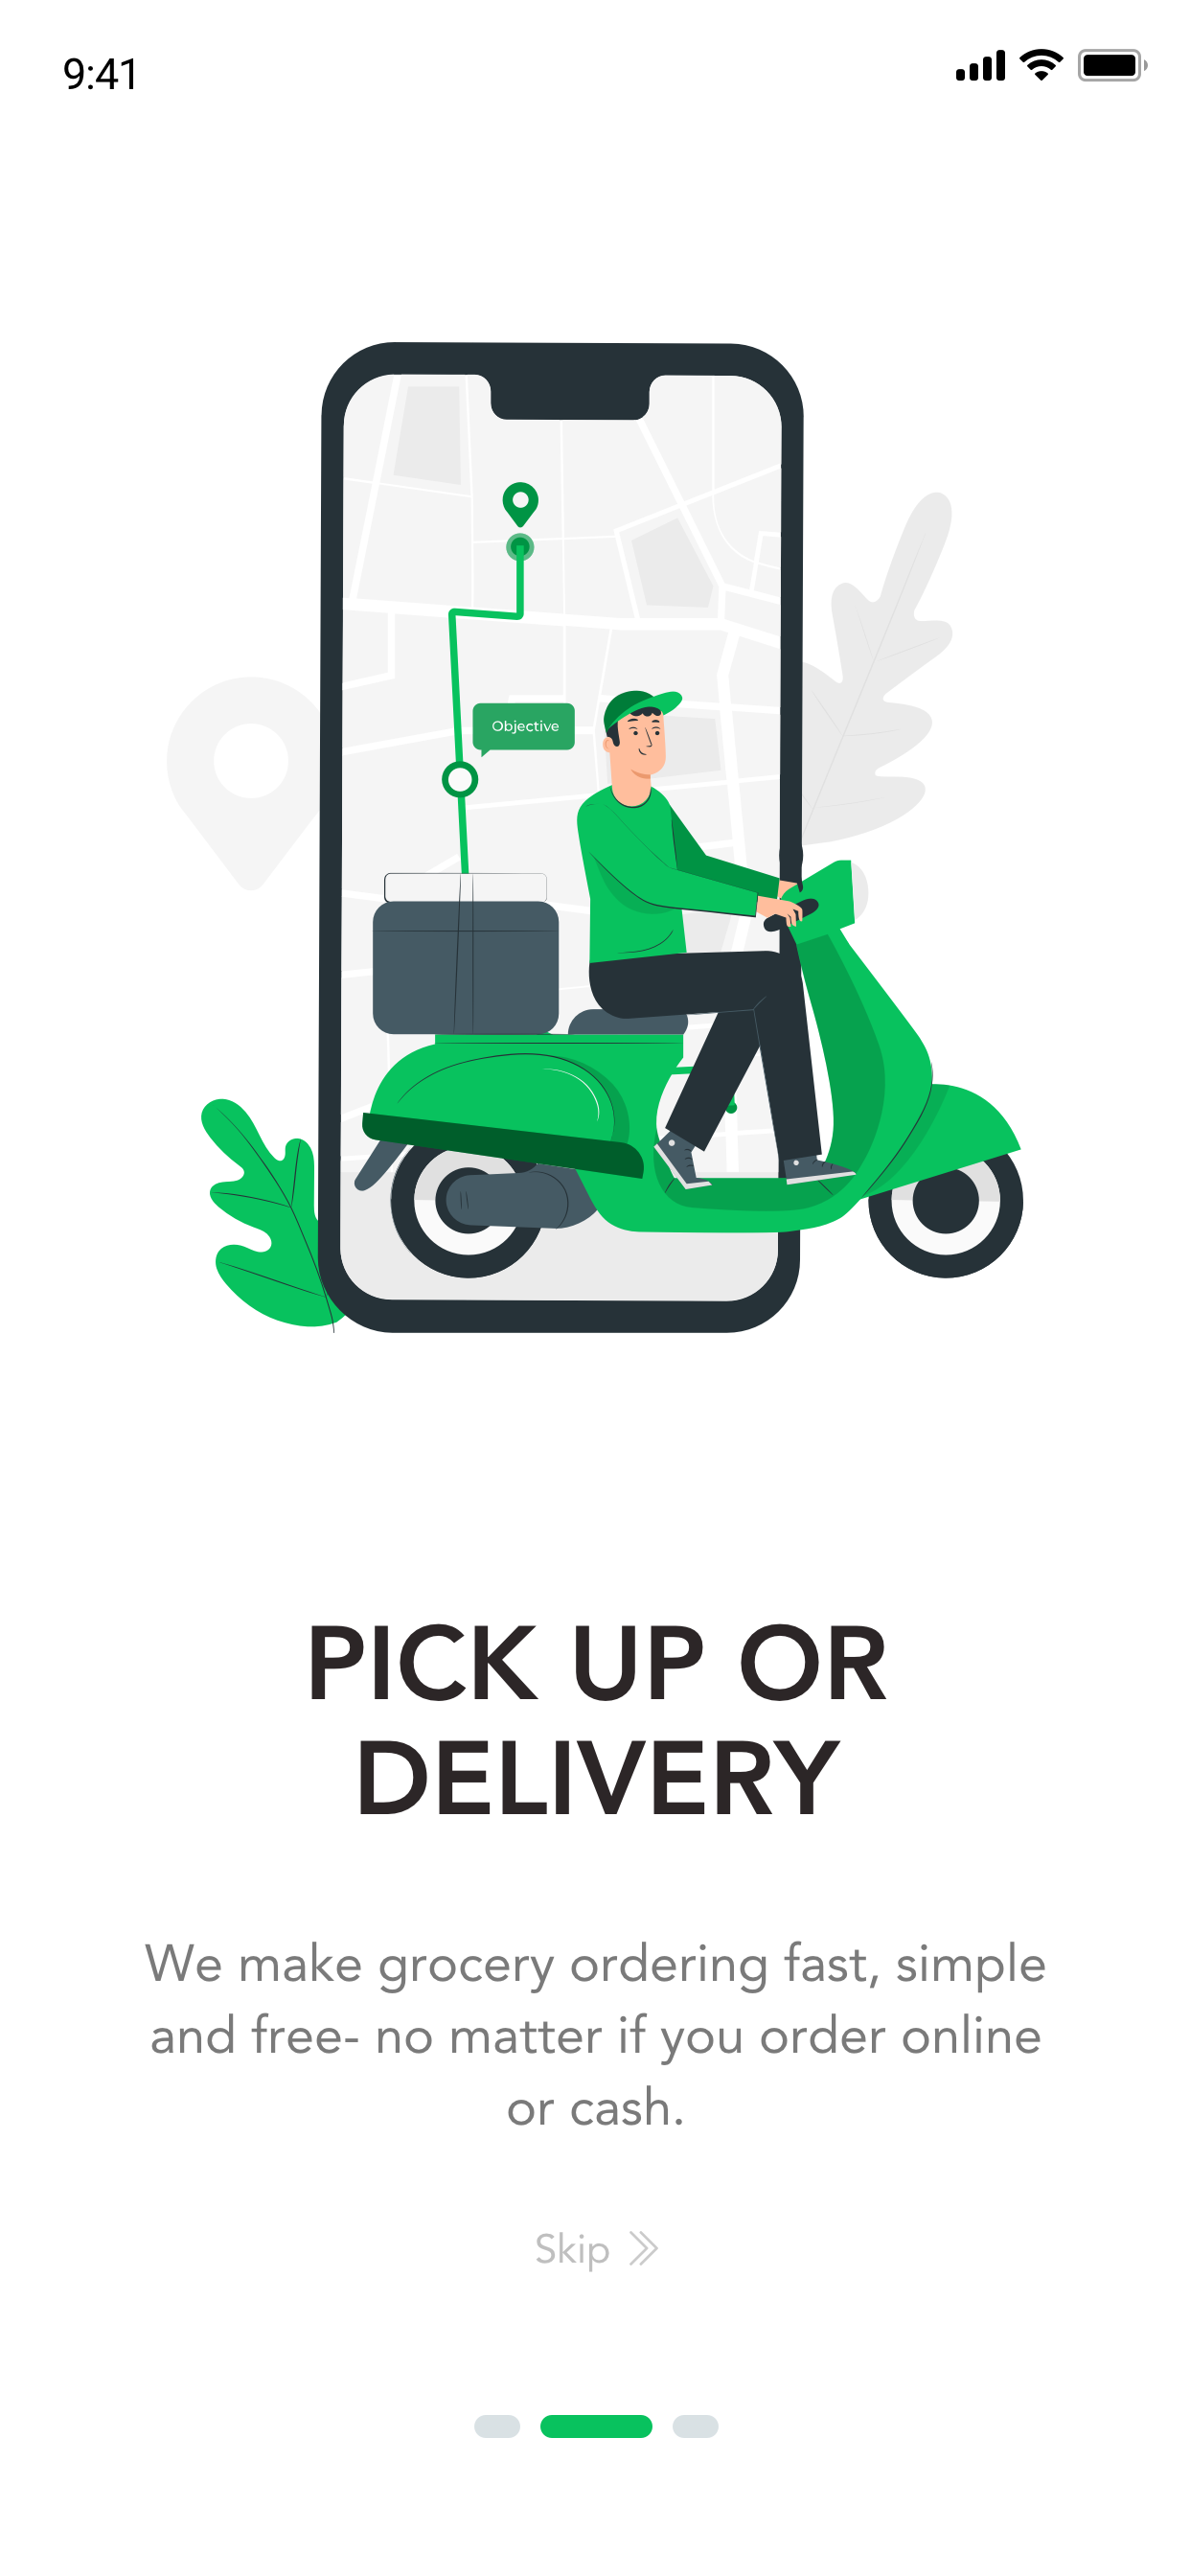 9:41
Objective
PICK UP OR
DELIVERY
We make grocery ordering fast, simple
and free- no matter if you order online
or cash.
Skip